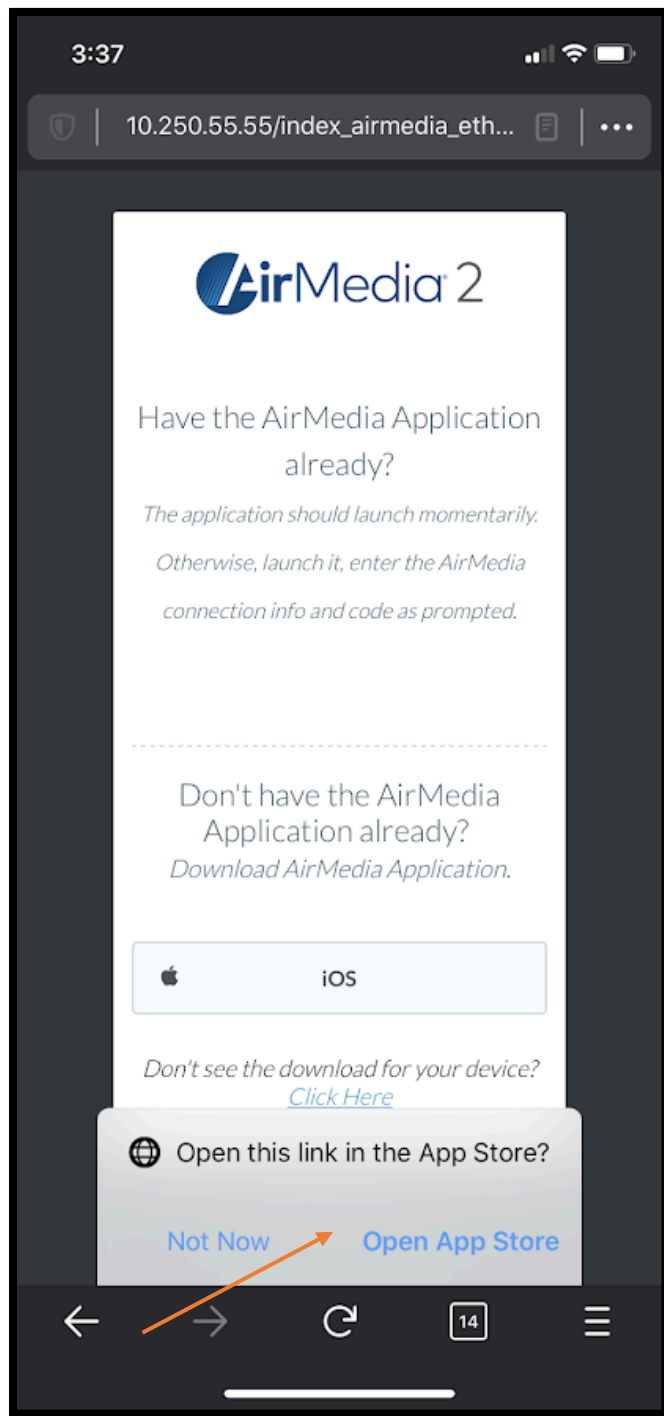 3:37
10.250.55.55/index_airmedia_eth...
AirMedia 2
Have the AirMedia Application
already?
The application should launch momentarily.
Otherwise, launch it, enter the AirMedia
connection info and code as prompted.
Don't have the AirMedia
Application already?
Download AirMedia Application.
iOS
Don't see the download for your device?
Click Here
Open this link in the App Store?
Not Now Open App Store
14